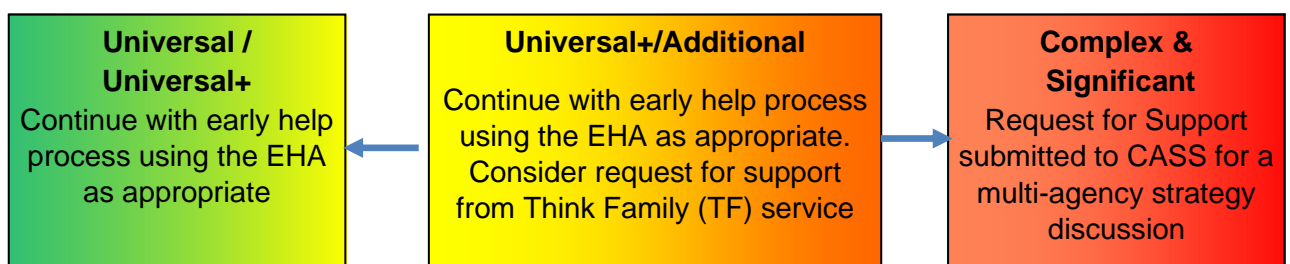 Universal /
Universal+
Continue with early help
process using the EHA
as appropriate
Universal+/Additional
Continue with early help process
using the EHA as appropriate.
Consider request for support
from Think Family (TF) service
Complex &
Significant
Request for Support
submitted to CASS for a
multi-agency strategy
discussion